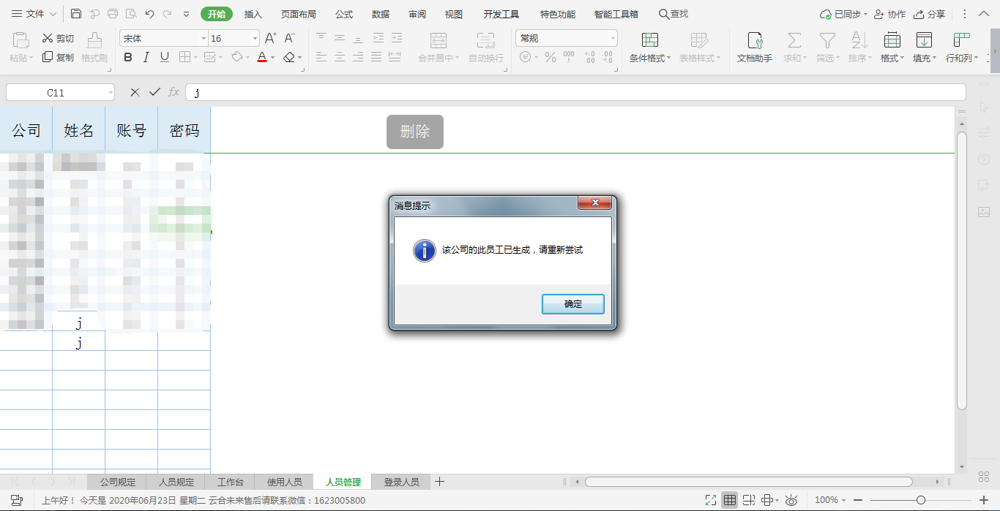 文件 开始 插入 页面布局 公式 数据 审阅 视图 开发工具 特色功能 智能工具箱 查找 已同步 协作 分享
粘贴 剪切 复制 格式刷 宋体 16 A+ A- B I U A 合并居中 自动换行 常规 % 条件格式 表格样式 文档助手 求和 筛选 排序 格式 填充 行和列
C11 fx j
公司 姓名 账号 密码 删除
消息提示
该公司的此员工已生成，请重新尝试
确定
j
j
公司规定 人员规定 工作台 使用人员 人员管理 登录人员
上午好！ 今天是 2020年06月23日 星期二 云合未来售后请联系微信：1623005800 100%